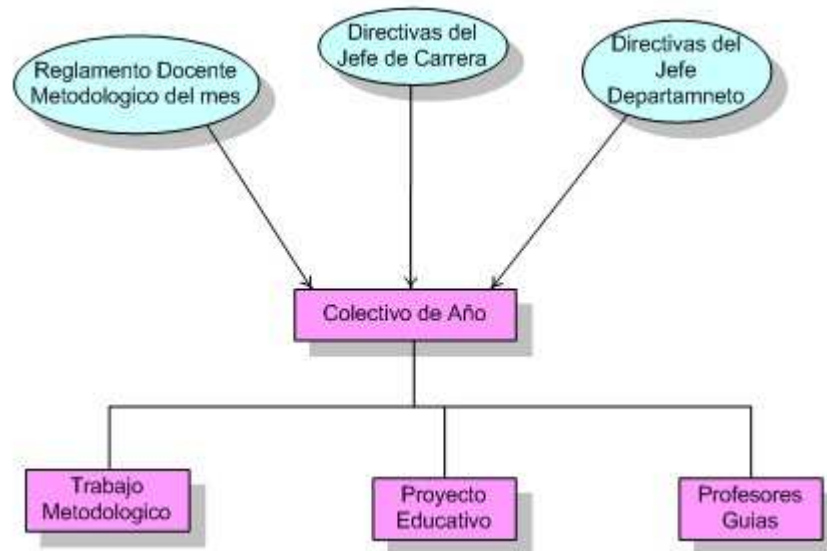 Reglamento Docente
Metodologico del mes
Directivas del
Jefe de Carrera
Directivas del
Jefe
Departamneto
Colectivo de Año
Trabajo
Metodologico
Proyecto
Educativo
Profesores
Guias